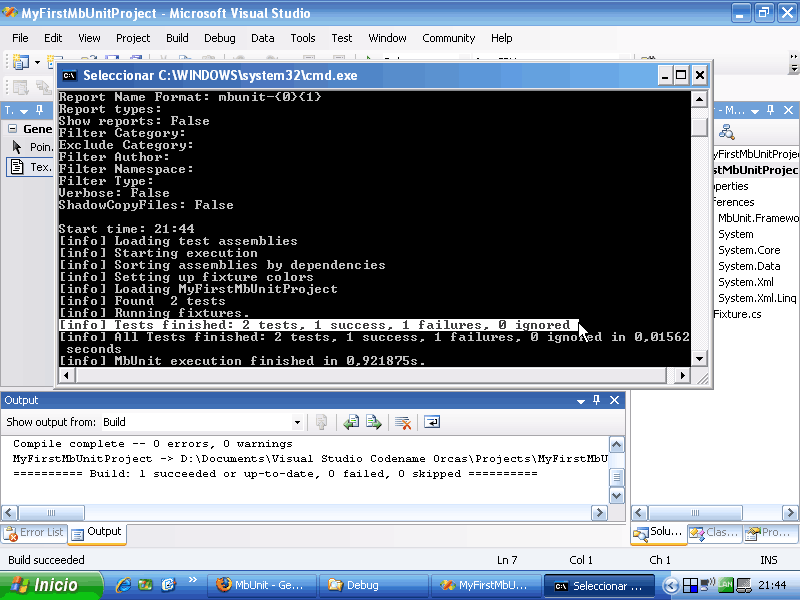 MyFirstMbUnitProject - Microsoft Visual Studio
File Edit View Project Build Debug Data Tools Test Window Community Help
Seleccionar C:\WINDOWS\system32\cmd.exe
Report Name Format: mbunit-{0}{1}
Report types:
Show reports: False
Filter Category:
Exclude Category:
Filter Author:
Filter Namespace:
Filter Type:
Verbose: False
ShadowCopyFiles: False
Start time: 21:44
[info] Loading test assemblies
[info] Starting execution
[info] Sorting assemblies by dependencies
[info] Setting up fixture colors
[info] Loading MyFirstMbUnitProject
[info] Found  2 tests
[info] Running fixtures.
[info] Tests finished: 2 tests, 1 success, 1 failures, 0 ignored
[info] All Tests finished: 2 tests, 1 success, 1 failures, 0 ignored in 0,01562
seconds
[info] MbUnit execution finished in 0,921875s.
T.
Gene
Poin.
Tex.
r - M...
yFirstMbUnitProjec
stMbUnitProjec
perties
ferences
MbUnit.Framewo
System
System.Core
System.Data
System.Xml
System.Xml.Linq
Fixture.cs
Output
Show output from: Build
Compile complete -- 0 errors, 0 warnings
MyFirstMbUnitProject -> D:\Documents\Visual Studio Codename Orcas\Projects\MyFirstMbU
========== Build: 1 succeeded or up-to-date, 0 failed, 0 skipped ==========
Error List Output
Solu... Clas... Pro...
Build succeeded Ln 7 Col 1 Ch 1 INS
Inicio MbUnit - Ge... Debug MyFirstMbU... Seleccionar ... 21:44